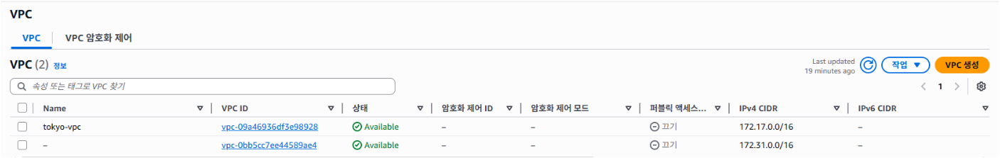 VPC
VPC VPC 암호화 제어
VPC (2) 정보
Last updated
19 minutes ago
작업
VPC 생성
속성 또는 태그로 VPC 찾기
1
Name VPC ID 상태 암호화 제어 ID 암호화 제어 모드 퍼블릭 액세스... IPv4 CIDR IPv6 CIDR
tokyo-vpc vpc-09a46936df3e98928 Available – – 끄기 172.17.0.0/16 –
– vpc-0bb5cc7ee44589ae4 Available – – 끄기 172.31.0.0/16 –